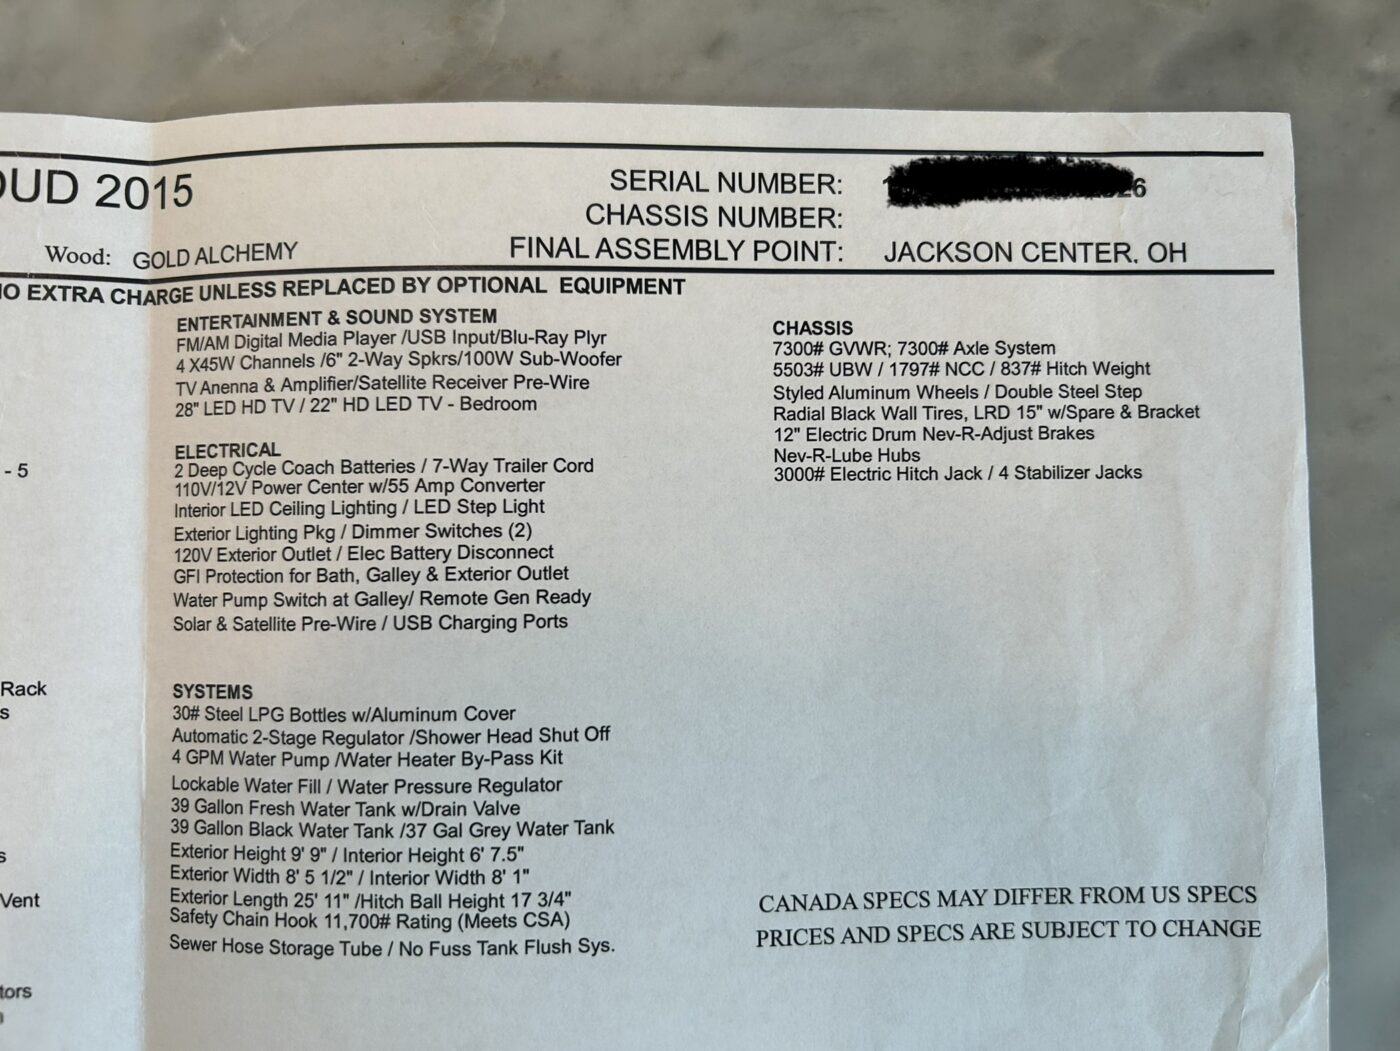 OUD 2015
SERIAL NUMBER: 26
CHASSIS NUMBER:
Wood: GOLD ALCHEMY
FINAL ASSEMBLY POINT: JACKSON CENTER, OH
O EXTRA CHARGE UNLESS REPLACED BY OPTIONAL EQUIPMENT
ENTERTAINMENT & SOUND SYSTEM
FM/AM Digital Media Player /USB Input/Blu-Ray Plyr
4 X45W Channels /6" 2-Way Spkrs/100W Sub-Woofer
TV Anenna & Amplifier/Satellite Receiver Pre-Wire
28" LED HD TV / 22" HD LED TV - Bedroom
ELECTRICAL
2 Deep Cycle Coach Batteries / 7-Way Trailer Cord
110V/12V Power Center w/55 Amp Converter
Interior LED Ceiling Lighting / LED Step Light
Exterior Lighting Pkg / Dimmer Switches (2)
120V Exterior Outlet / Elec Battery Disconnect
GFI Protection for Bath, Galley & Exterior Outlet
Water Pump Switch at Galley/ Remote Gen Ready
Solar & Satellite Pre-Wire / USB Charging Ports
SYSTEMS
30# Steel LPG Bottles w/Aluminum Cover
Automatic 2-Stage Regulator /Shower Head Shut Off
4 GPM Water Pump /Water Heater By-Pass Kit
Lockable Water Fill / Water Pressure Regulator
39 Gallon Fresh Water Tank w/Drain Valve
39 Gallon Black Water Tank /37 Gal Grey Water Tank
Exterior Height 9' 9" / Interior Height 6' 7.5"
Exterior Width 8' 5 1/2" / Interior Width 8' 1"
Exterior Length 25' 11" /Hitch Ball Height 17 3/4"
Safety Chain Hook 11,700# Rating (Meets CSA)
Sewer Hose Storage Tube / No Fuss Tank Flush Sys.
CHASSIS
7300# GVWR; 7300# Axle System
5503# UBW / 1797# NCC / 837# Hitch Weight
Styled Aluminum Wheels / Double Steel Step
Radial Black Wall Tires, LRD 15" w/Spare & Bracket
12" Electric Drum Nev-R-Adjust Brakes
Nev-R-Lube Hubs
3000# Electric Hitch Jack / 4 Stabilizer Jacks
CANADA SPECS MAY DIFFER FROM US SPECS
PRICES AND SPECS ARE SUBJECT TO CHANGE
- 5
Rack
s
s
Vent
tors